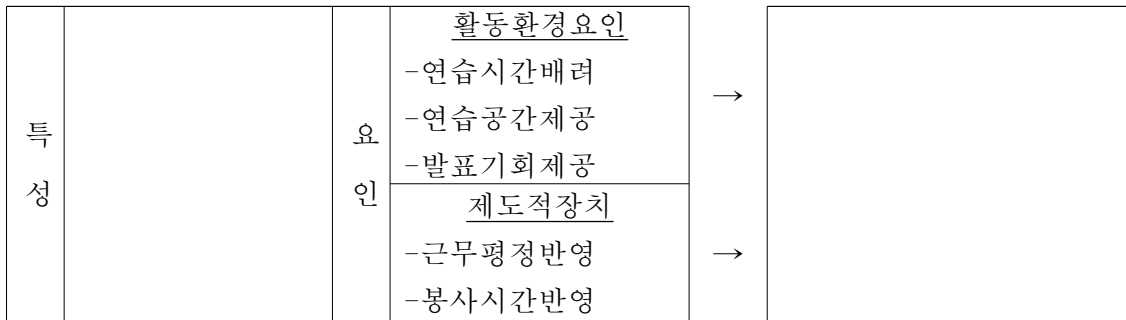 특
성
요
인
활동환경요인
-연습시간배려
-연습공간제공
-발표기회제공
제도적장치
-근무평정반영
-봉사시간반영
→
→